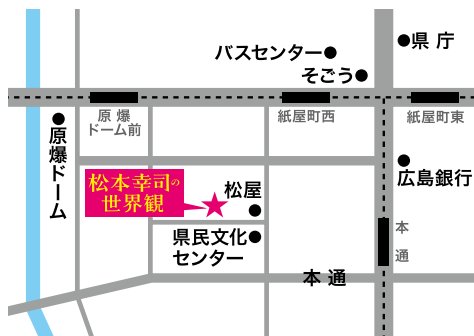 県庁
バスセンター
そごう
原爆
ドーム前
紙屋町西
紙屋町東
原爆ドーム
広島銀行
松本幸司の
世界観
松屋
県民文化
センター
本通
本通